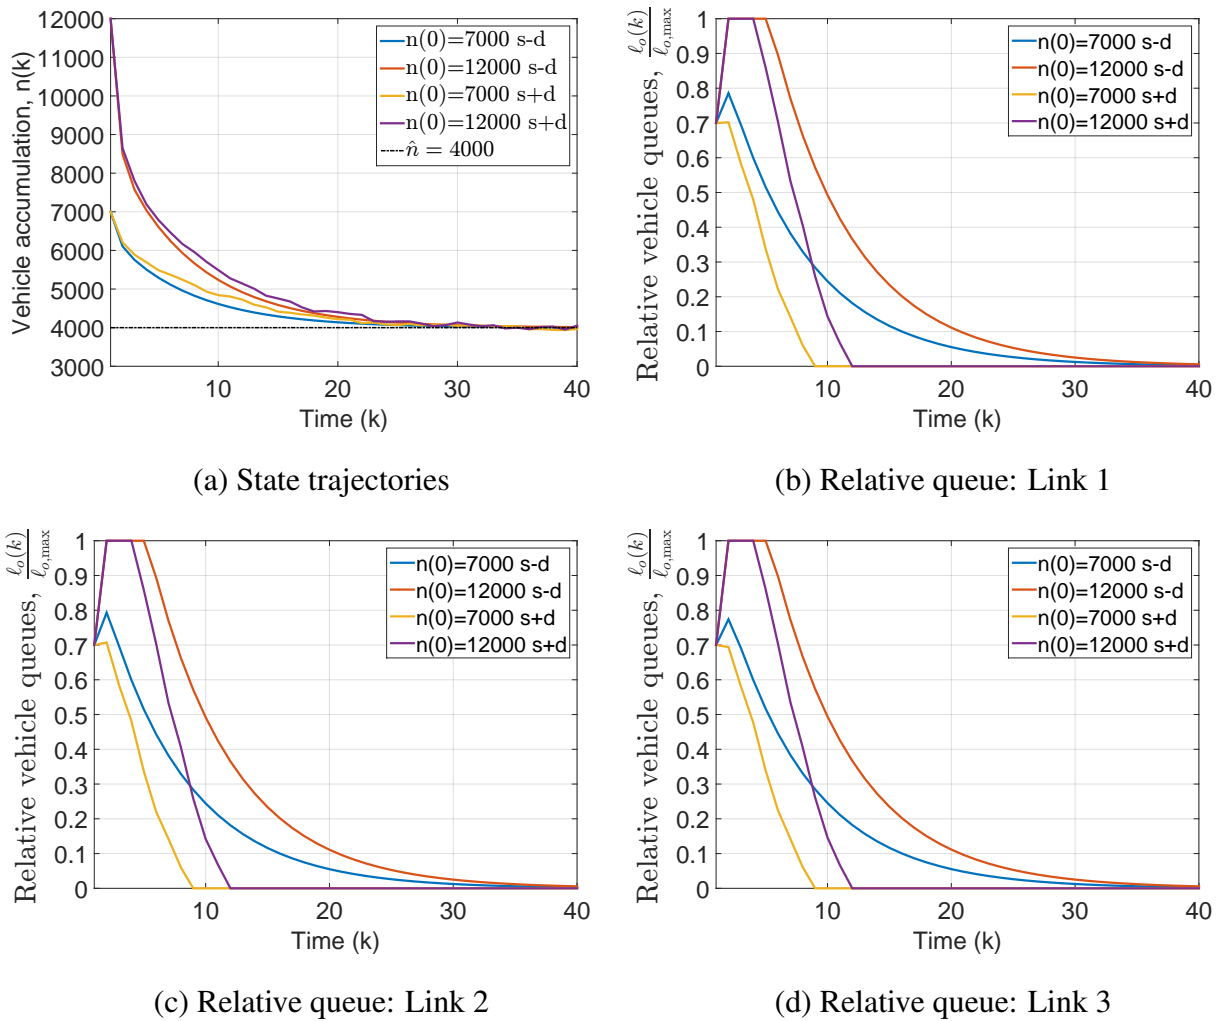 Vehicle accumulation, n(k)
12000
11000
10000
9000
8000
7000
6000
5000
4000
3000
10 20 30 40
Time (k)
n(0)=7000 s-d
n(0)=12000 s-d
n(0)=7000 s+d
n(0)=12000 s+d
n̂ = 4000
(a) State trajectories
Relative vehicle queues, ℓₒ(k)/ℓₒ,max
1
0.9
0.8
0.7
0.6
0.5
0.4
0.3
0.2
0.1
0
10 20 30 40
Time (k)
n(0)=7000 s-d
n(0)=12000 s-d
n(0)=7000 s+d
n(0)=12000 s+d
(b) Relative queue: Link 1
Relative vehicle queues, ℓₒ(k)/ℓₒ,max
1
0.9
0.8
0.7
0.6
0.5
0.4
0.3
0.2
0.1
0
10 20 30 40
Time (k)
n(0)=7000 s-d
n(0)=12000 s-d
n(0)=7000 s+d
n(0)=12000 s+d
(c) Relative queue: Link 2
Relative vehicle queues, ℓₒ(k)/ℓₒ,max
1
0.9
0.8
0.7
0.6
0.5
0.4
0.3
0.2
0.1
0
10 20 30 40
Time (k)
n(0)=7000 s-d
n(0)=12000 s-d
n(0)=7000 s+d
n(0)=12000 s+d
(d) Relative queue: Link 3